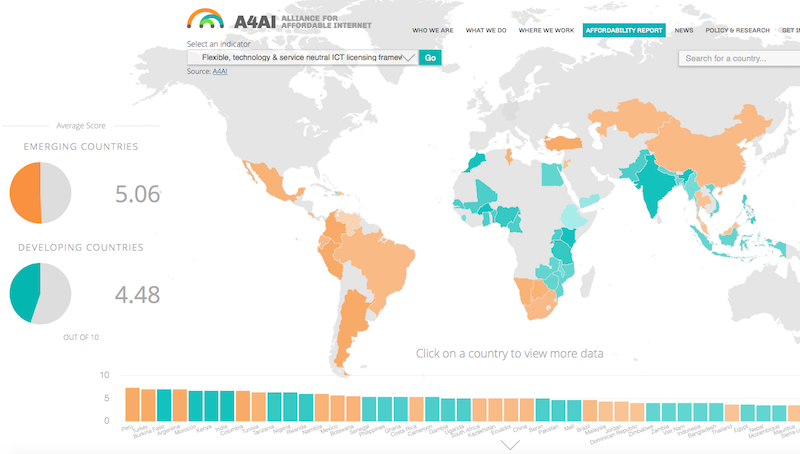 A4AI ALLIANCE FOR
AFFORDABLE INTERNET
WHO WE ARE WHAT WE DO WHERE WE WORK AFFORDABILITY REPORT NEWS POLICY & RESEARCH GET I
Select an indicator
Flexible, technology & service neutral ICT licensing framew Go
Search for a country...
Source: A4AI
Average Score
EMERGING COUNTRIES
5.06
DEVELOPING COUNTRIES
4.48
OUT OF 10
Click on a country to view more data
10
5
0
Peru Turkey Burkina Faso Argentina Morocco Kenya India Colombia Tunisia Tanzania Nigeria Rwanda Namibia Mexico Botswana Senegal Philippines Ghana Costa Rica Cameroon Gambia Uganda South Africa Kazakhstan Ecuador China Benin Pakistan Mali Brazil Malaysia Jordan Dominican Republic Zimbabwe Zambia Viet Nam Indonesia Bangladesh Thailand Egypt Nepal Mozambique Mauritius Sierra L